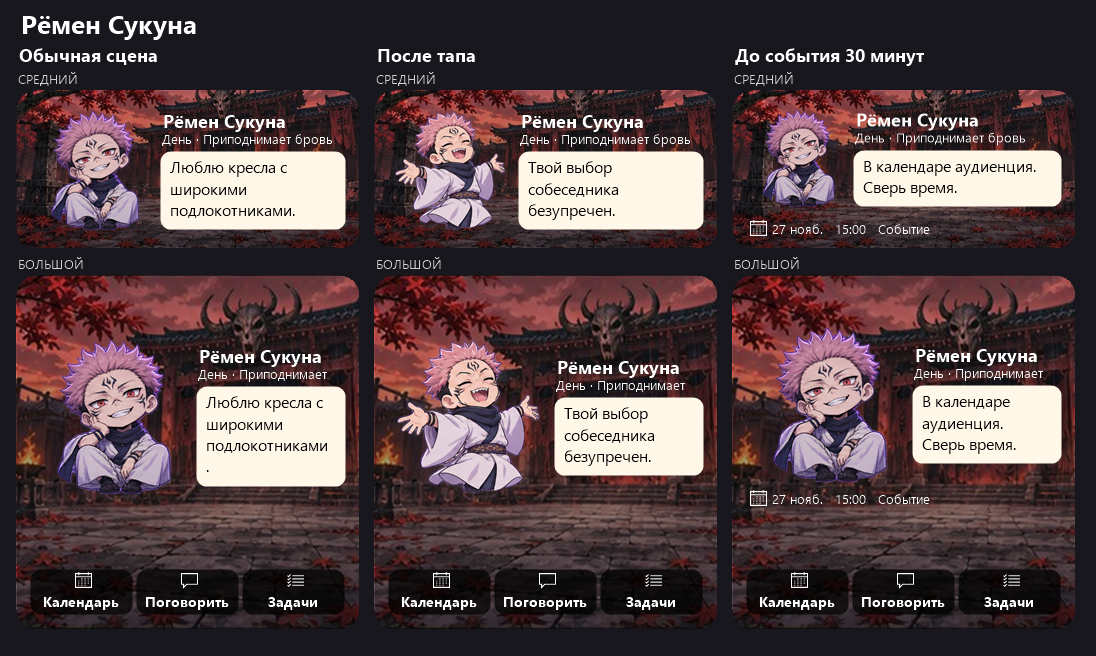 Рёмен Сукуна
Обычная сцена
СРЕДНИЙ
Рёмен Сукуна
День · Приподнимает бровь
Люблю кресла с
широкими
подлокотниками.
БОЛЬШОЙ
Рёмен Сукуна
День · Приподнимает
Люблю кресла с
широкими
подлокотниками
.
Календарь
Поговорить
Задачи
После тапа
СРЕДНИЙ
Рёмен Сукуна
День · Приподнимает бровь
Твой выбор
собеседника
безупречен.
БОЛЬШОЙ
Рёмен Сукуна
День · Приподнимает
Твой выбор
собеседника
безупречен.
Календарь
Поговорить
Задачи
До события 30 минут
СРЕДНИЙ
Рёмен Сукуна
День · Приподнимает бровь
В календаре аудиенция.
Сверь время.
27 нояб. 15:00 Событие
БОЛЬШОЙ
Рёмен Сукуна
День · Приподнимает
В календаре
аудиенция.
Сверь время.
27 нояб. 15:00 Событие
Календарь
Поговорить
Задачи